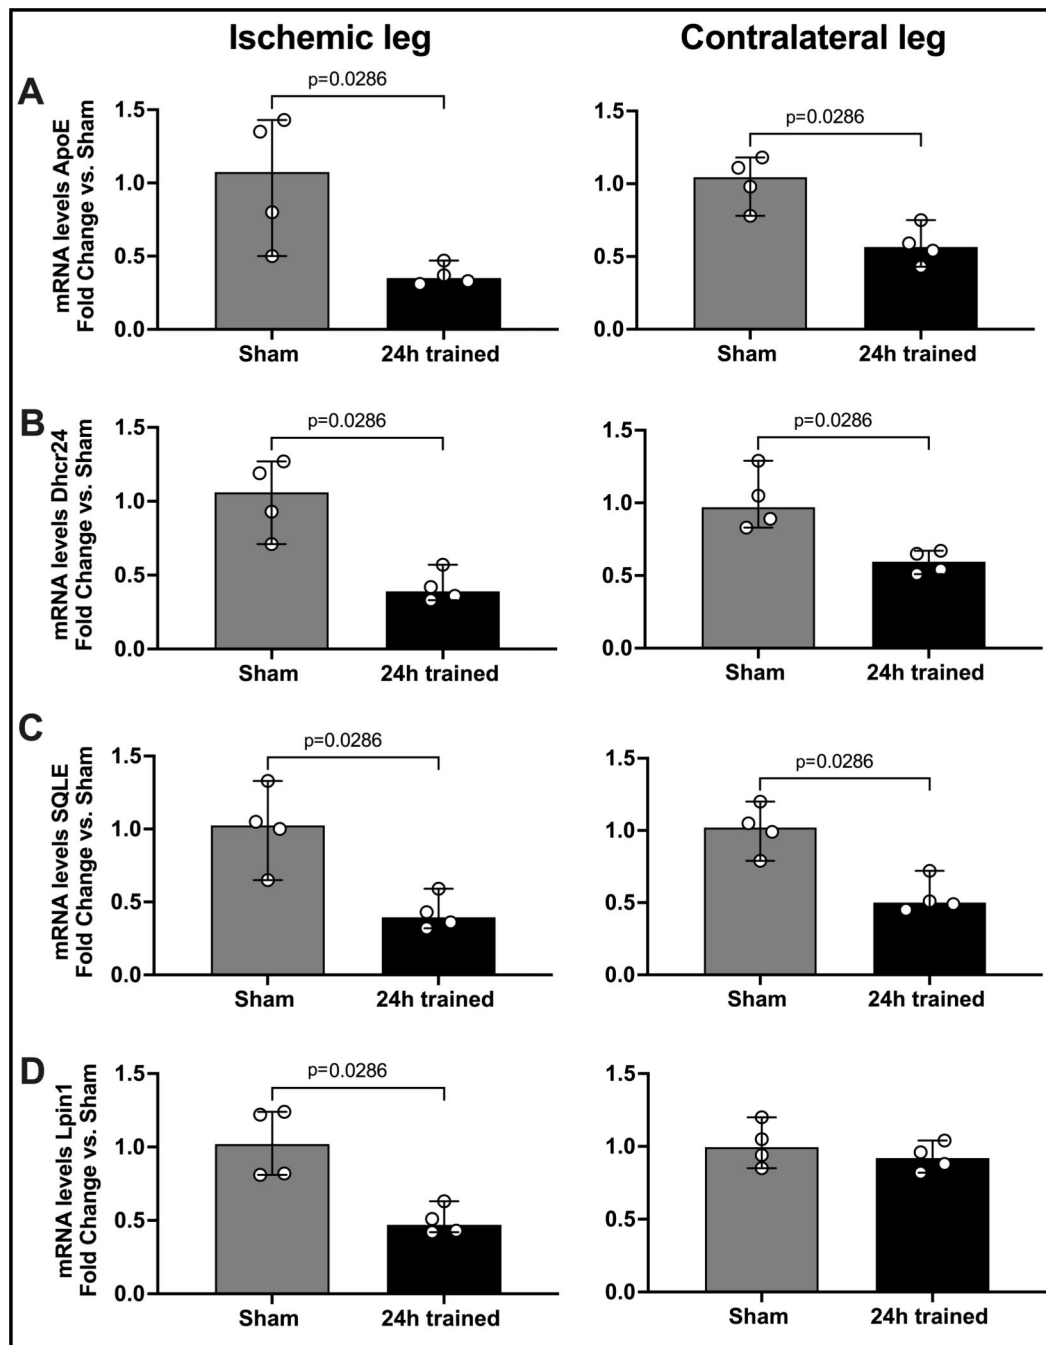 Ischemic leg
Contralateral leg
A
mRNA levels ApoE
Fold Change vs. Sham
1.5
1.0
0.5
0.0
p=0.0286
Sham
24h trained
1.5
1.0
0.5
0.0
p=0.0286
Sham
24h trained
B
mRNA levels Dhcr24
Fold Change vs. Sham
1.5
1.0
0.5
0.0
p=0.0286
Sham
24h trained
1.5
1.0
0.5
0.0
p=0.0286
Sham
24h trained
C
mRNA levels SQLE
Fold Change vs. Sham
1.5
1.0
0.5
0.0
p=0.0286
Sham
24h trained
1.5
1.0
0.5
0.0
p=0.0286
Sham
24h trained
D
mRNA levels Lpin1
Fold Change vs. Sham
1.5
1.0
0.5
0.0
p=0.0286
Sham
24h trained
1.5
1.0
0.5
0.0
Sham
24h trained